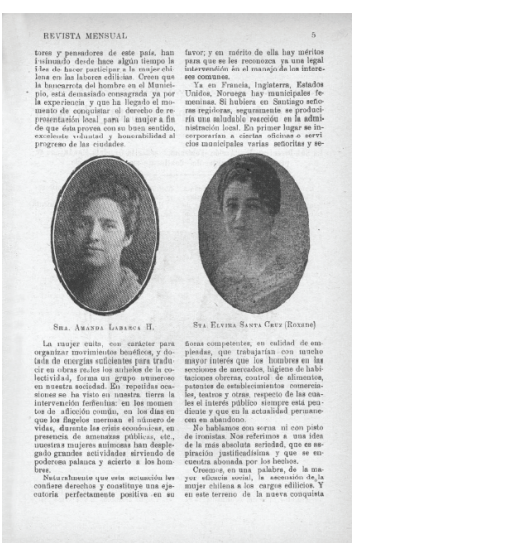 REVISTA MENSUAL 5
tores y pensadores de este país, han
insinuado desde hace algún tiempo la
idea de hacer participar a la mujer chi-
lena en las labores edilicias. Creen que
la buscarrota del hombre en el Munici-
pio, está demasiado consagrada ya por
la experiencia y que ha llegado el mo-
mento de conquistar el derecho de re-
presentación local para la mujer a fin
de que ésta provea con su buen sentido,
excelente voluntad y honorabilidad al
progreso de las ciudades.
SRA. AMANDA LABARCA H.
La mujer culta, con carácter para
organizar movimientos benéficos, y do-
tada de energías suficientes para tradu-
cir en obras reales los anhelos de la co-
lectividad, forma un grupo numeroso
en nuestra sociedad. En repetidas oca-
siones se ha visto en nuestra tierra la
intervención feeliente: en los momen
tos de aflicción común, en los días en
que los flagelos merman el número de
vidas, durante las crisis económicas, en
presencia de amenazas públicas, etc.,
nuestras mujeres animosas han desple-
gado grandes actividades sirviendo de
poderosa palanca y acierto a los hom-
bres.
Naturalmente que esta actuación les
confiere derechos y constituye una eje-
cutoria perfectamente positiva en su
favor; y en mérito de ella hay méritos
para que se les reconozca ya una legal
intervención en el manejo de los intere-
ses comunes.
Ya en Francia, Inglaterra, Estados
Unidos, Noruega hay municipales fe-
meninas. Si hubiera en Santiago seño-
ras regidoras, seguramente se produci-
ría una saludable reacción en la admi-
nistración local. En primer lugar se in-
corporarían a ciertas oficinas o servi
cios municipales varias señoritas y se-
STA. ELVIRA SANTA CRUZ (Roxane)
ñoras competentes, en calidad de em-
pleadas, que trabajarían con mucho
mayor interés que los hombres en las
secciones de mercados, higiene de habi-
taciones obreras, control de alimentos,
patentes de establecimientos comercia-
les, teatros y otras, respecto de las cua-
les el interés público siempre está pen-
diente y que en la actualidad permane-
cen en abandono.
No hablamos con sorna ni con pisto
de ironistas. Nos referimos a una idea
de la más absoluta seriedad, que es as-
piración justificadísima y que se en-
cuentra abonada por los hechos.
Creemos, en una palabra, de la ma-
yor eficacia social, la ascensión de la
mujer chilena a los cargos edilicios. Y
en este terreno de la nueva conquista